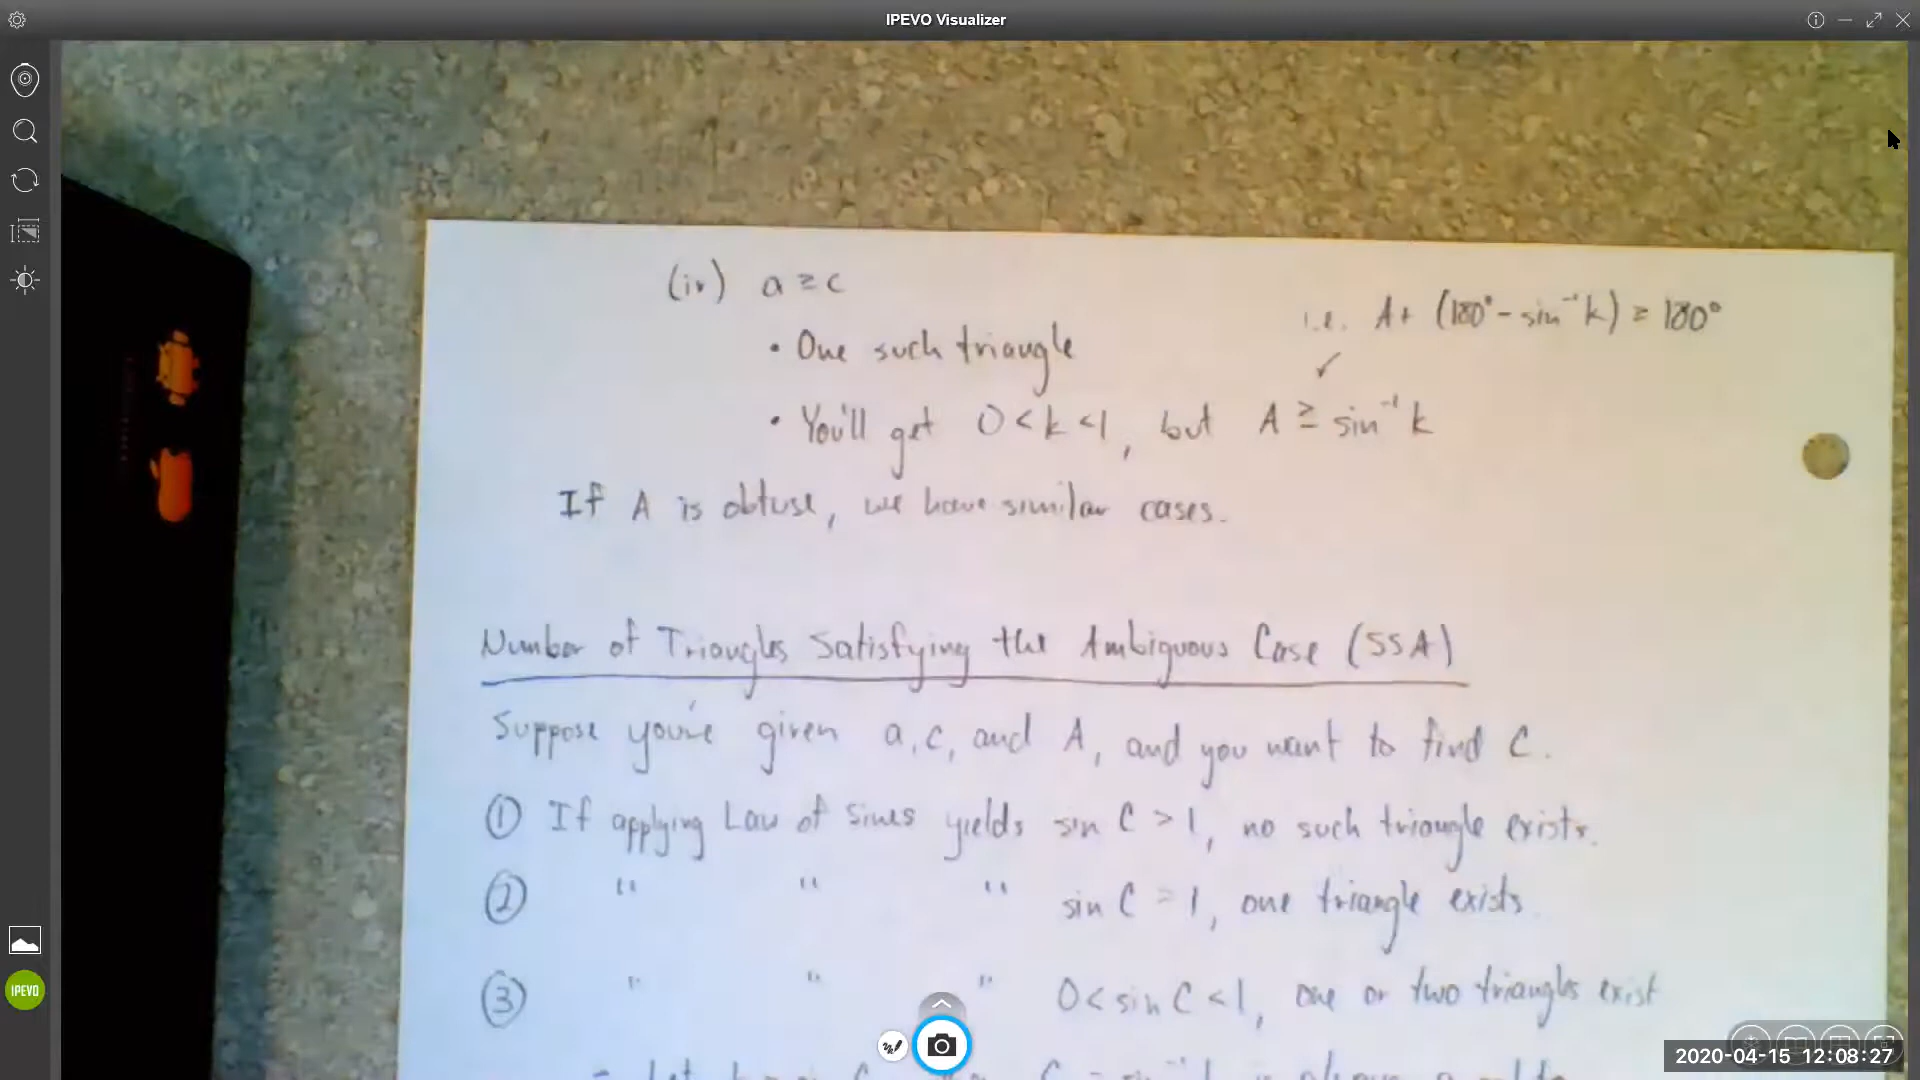 IPEVO Visualizer
(iv) a ≥ c
i.e. A + (180° - sin⁻¹ k) ≥ 180°
• One such triangle
• You'll get 0 < k < 1, but A ≥ sin⁻¹ k
If A is obtuse, we have similar cases.
Number of Triangles Satisfying the Ambiguous Case (SSA)
Suppose you're given a, c, and A, and you want to find C.
① If applying Law of Sines yields sin C > 1, no such triangle exists.
② " " " sin C = 1, one triangle exists.
③ " " " 0 < sin C < 1, one or two triangles exist
IPEVO
2020-04-15 12:08:27